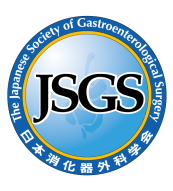 The Japanese Society of Gastroenterological Surgery
JSGS
日本消化器外科学会